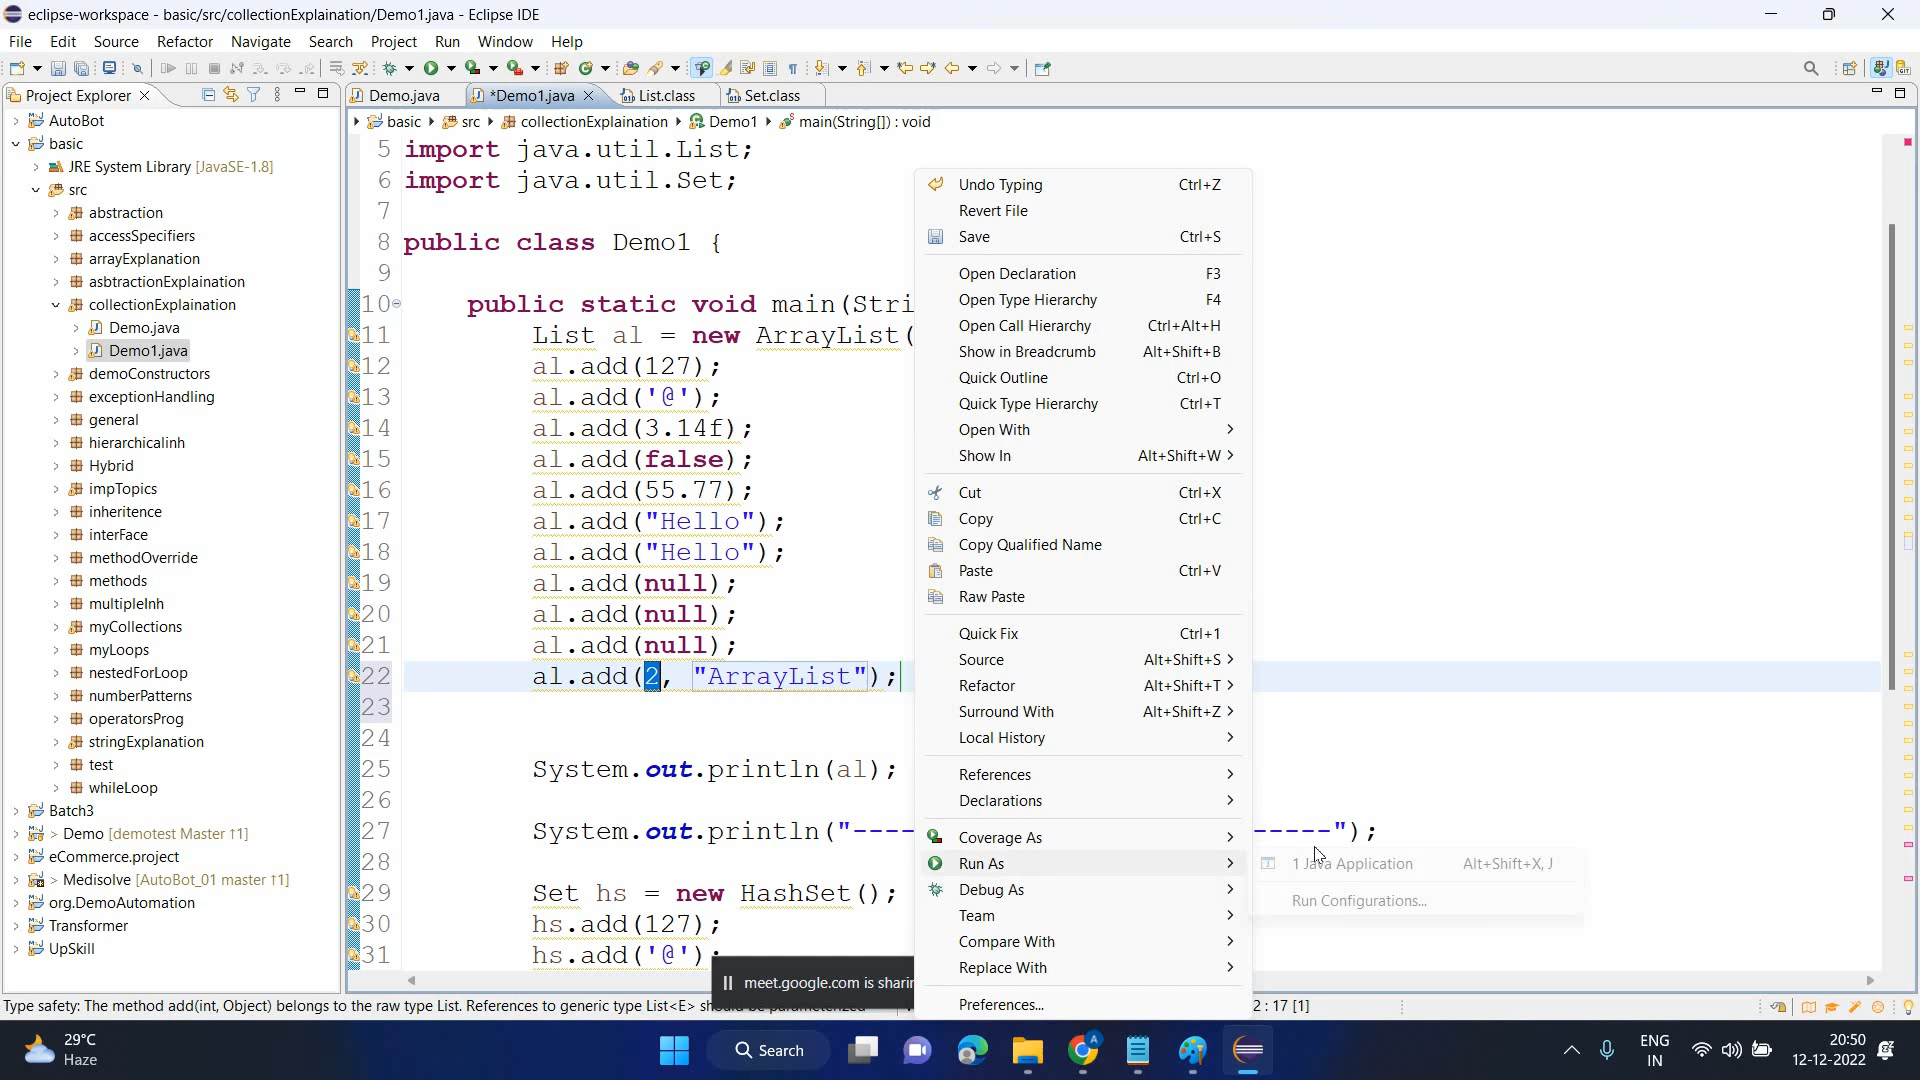 eclipse-workspace - basic/src/collectionExplaination/Demo1.java - Eclipse IDE
File Edit Source Refactor Navigate Search Project Run Window Help
Project Explorer
Demo.java *Demo1.java List.class Set.class
basic src collectionExplaination Demo1 main(String[]) : void
AutoBot
basic
JRE System Library [JavaSE-1.8]
src
abstraction
accessSpecifiers
arrayExplanation
asbtractionExplaination
collectionExplaination
Demo.java
Demo1.java
demoConstructors
exceptionHandling
general
hierarchicalinh
Hybrid
impTopics
inheritence
interFace
methodOverride
methods
multipleInh
myCollections
myLoops
nestedForLoop
numberPatterns
operatorsProg
stringExplanation
test
whileLoop
Batch3
> Demo [demotest Master ↑1]
eCommerce.project
> Medisolve [AutoBot_01 master ↑1]
org.DemoAutomation
Transformer
UpSkill
5 import java.util.List;
6 import java.util.Set;
7
8 public class Demo1 {
9
10 public static void main(Stri
11 List al = new ArrayList(
12 al.add(127);
13 al.add('@');
14 al.add(3.14f);
15 al.add(false);
16 al.add(55.77);
17 al.add("Hello");
18 al.add("Hello");
19 al.add(null);
20 al.add(null);
21 al.add(null);
22 al.add(2, "ArrayList");
23
24
25 System.out.println(al);
26
27 System.out.println("---- -----");
28
29 Set hs = new HashSet();
30 hs.add(127);
31 hs.add('@');
Undo Typing Ctrl+Z
Revert File
Save Ctrl+S
Open Declaration F3
Open Type Hierarchy F4
Open Call Hierarchy Ctrl+Alt+H
Show in Breadcrumb Alt+Shift+B
Quick Outline Ctrl+O
Quick Type Hierarchy Ctrl+T
Open With
Show In Alt+Shift+W
Cut Ctrl+X
Copy Ctrl+C
Copy Qualified Name
Paste Ctrl+V
Raw Paste
Quick Fix Ctrl+1
Source Alt+Shift+S
Refactor Alt+Shift+T
Surround With Alt+Shift+Z
Local History
References
Declarations
Coverage As
Run As
Debug As
Team
Compare With
Replace With
Preferences...
1 Java Application Alt+Shift+X, J
Run Configurations...
meet.google.com is sharin
Type safety: The method add(int, Object) belongs to the raw type List. References to generic type List<E> should be parameterized 2 : 17 [1]
29°C
Haze
Search
ENG
IN
20:50
12-12-2022